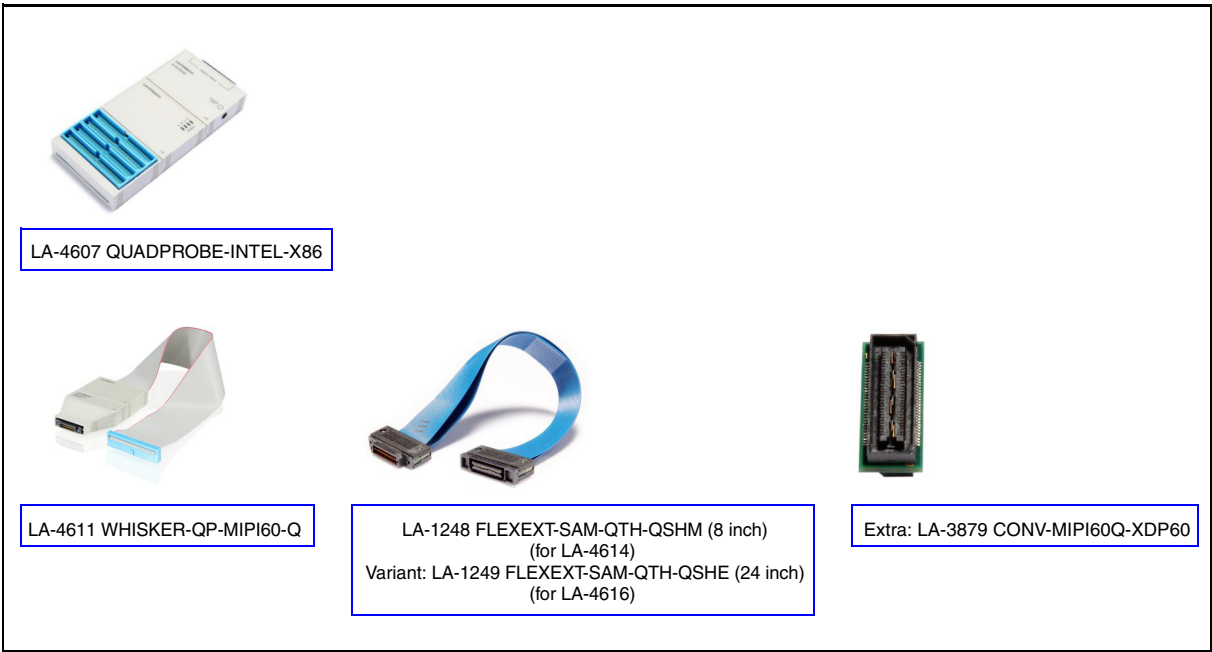 LA-4607 QUADPROBE-INTEL-X86
LA-4611 WHISKER-QP-MIPI60-Q
LA-1248 FLEXEXT-SAM-QTH-QSHM (8 inch)
(for LA-4614)
Variant: LA-1249 FLEXEXT-SAM-QTH-QSHE (24 inch)
(for LA-4616)
Extra: LA-3879 CONV-MIPI60Q-XDP60